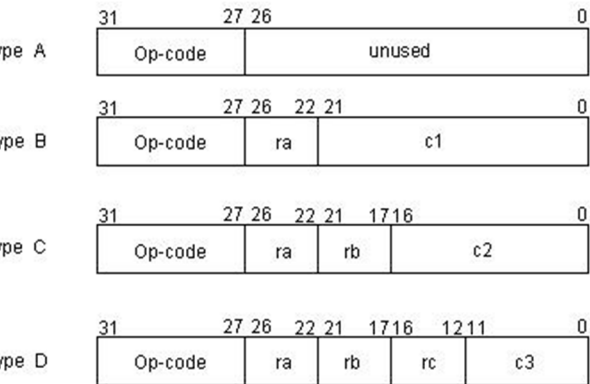 31 27 26 0
ype A Op-code unused
31 27 26 22 21 0
ype B Op-code ra c1
31 27 26 22 21 17 16 0
ype C Op-code ra rb c2
31 27 26 22 21 17 16 12 11 0
ype D Op-code ra rb rc c3